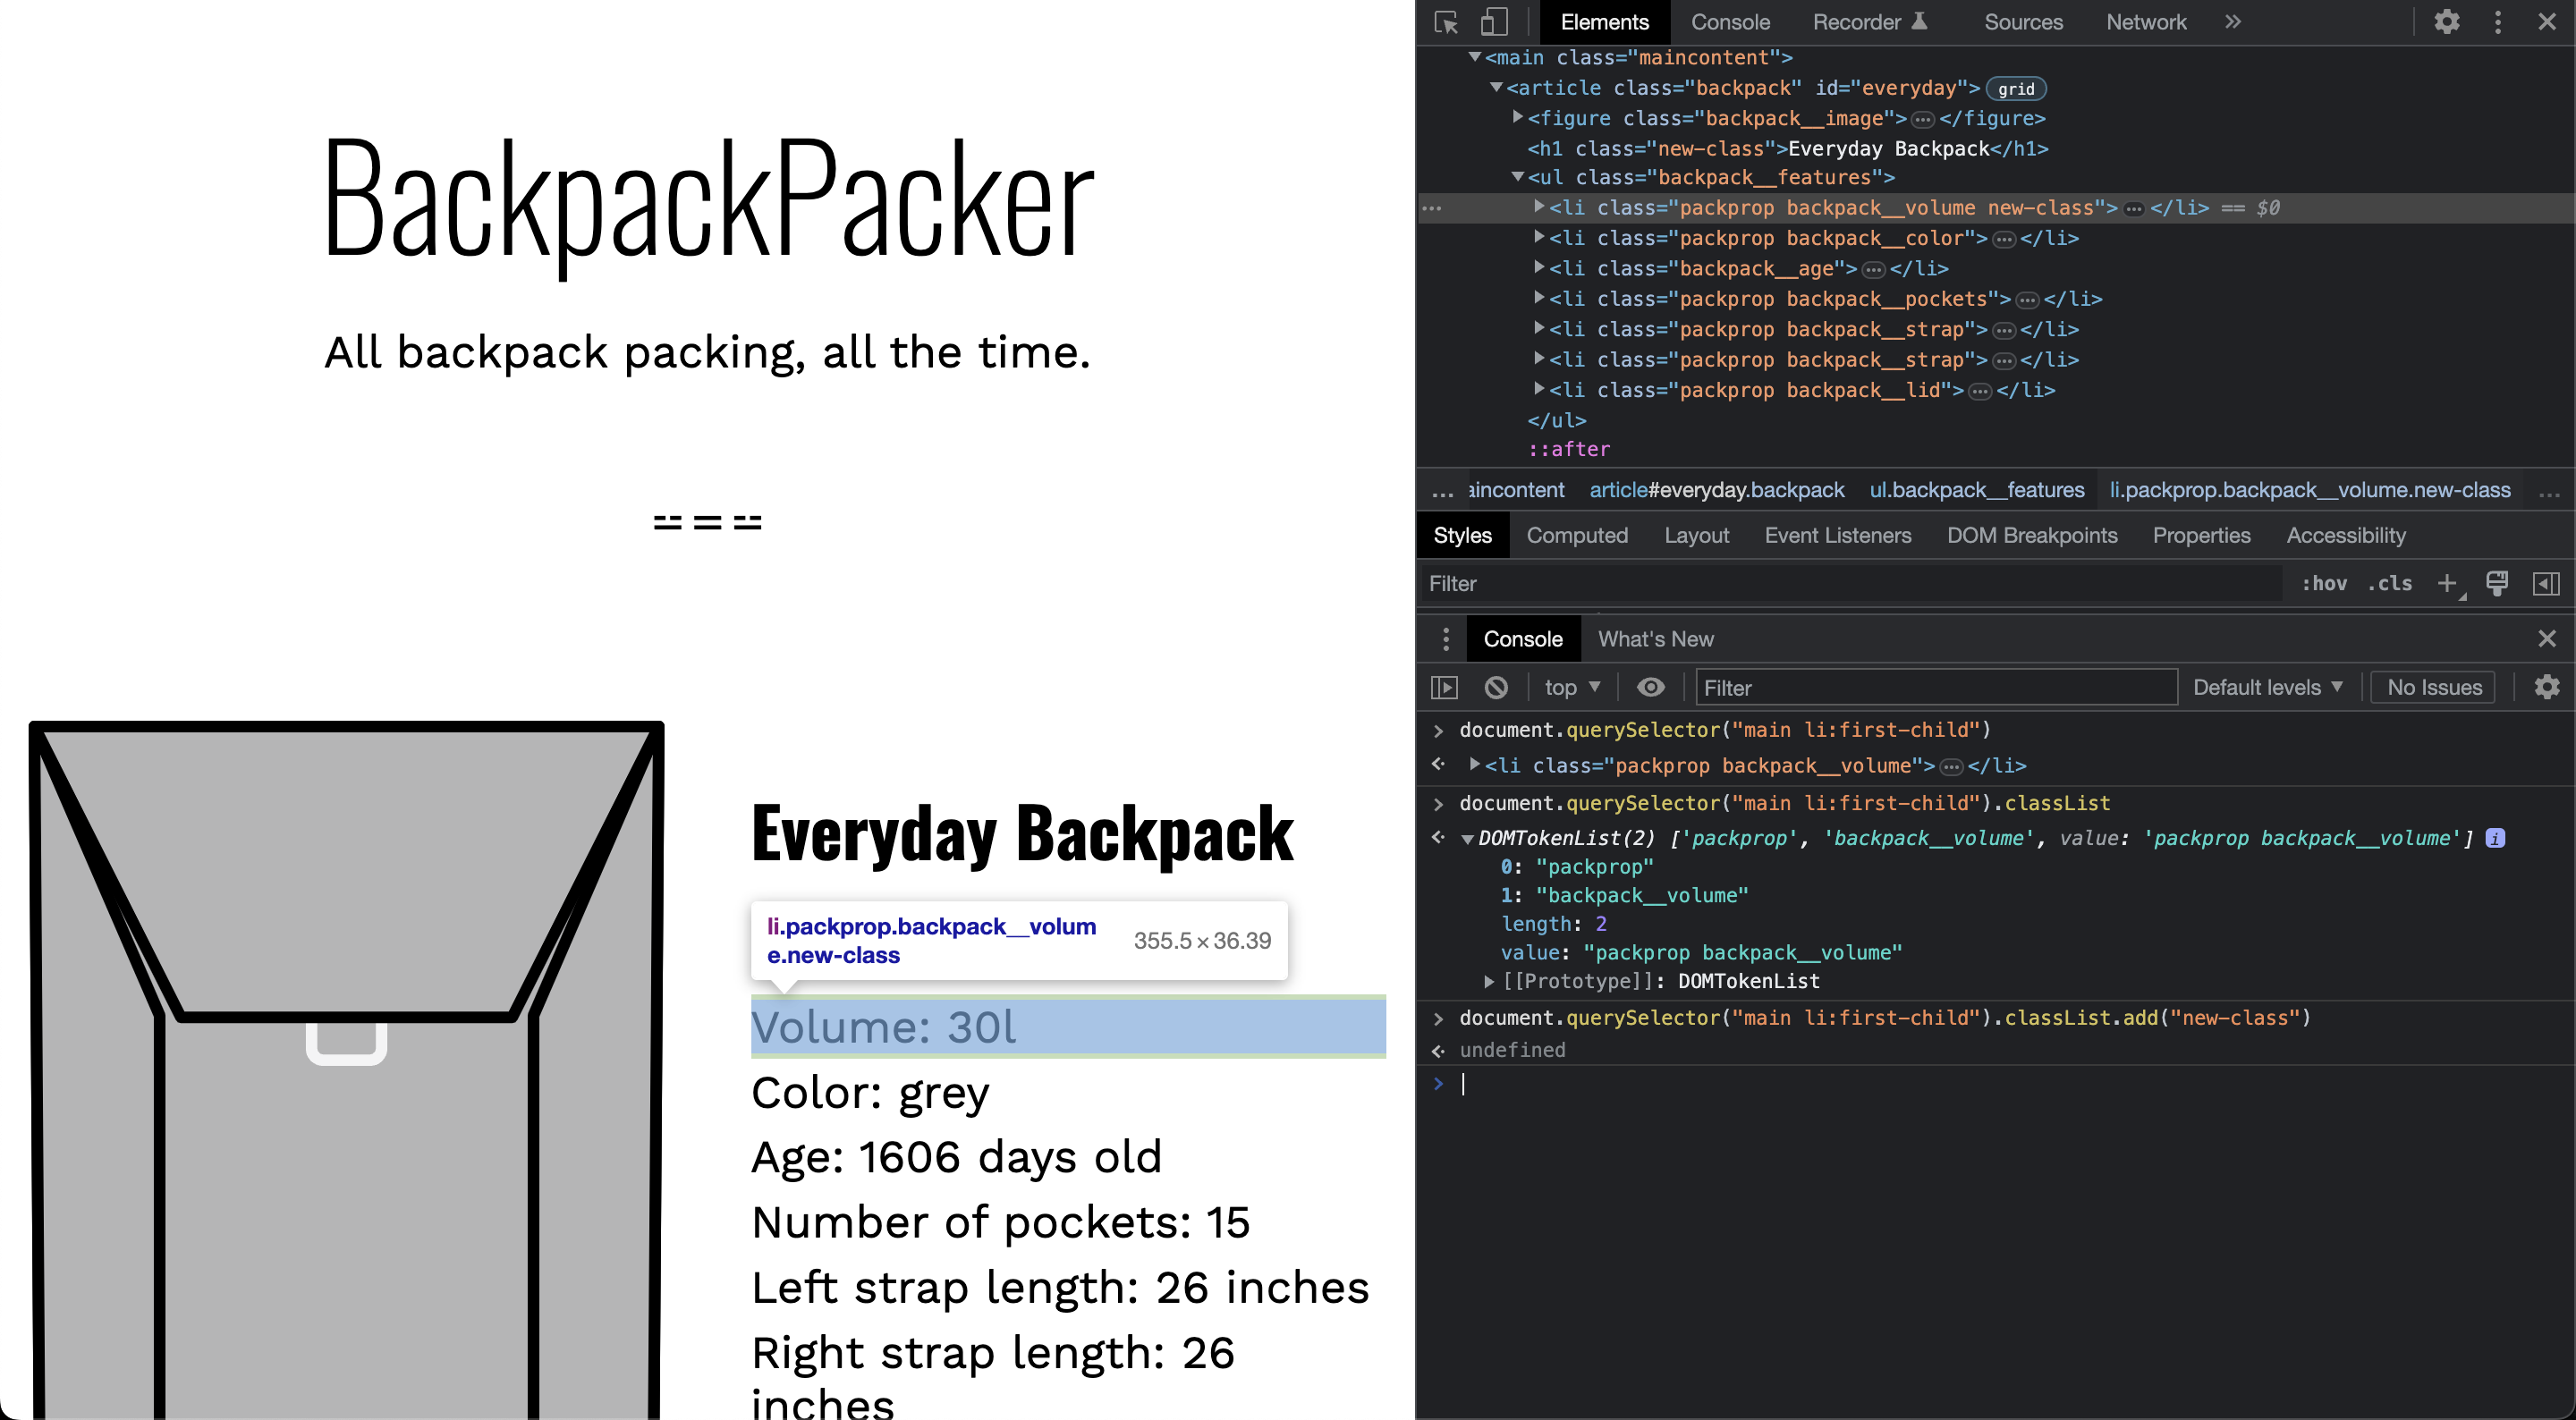 BackpackPacker
All backpack packing, all the time.
Everyday Backpack
li.packprop.backpack__volum
e.new-class
355.5 × 36.39
Volume: 30l
Color: grey
Age: 1606 days old
Number of pockets: 15
Left strap length: 26 inches
Right strap length: 26
inches
Elements Console Recorder Sources Network »
<main class="maincontent">
<article class="backpack" id="everyday"> grid
<figure class="backpack__image">…</figure>
<h1 class="new-class">Everyday Backpack</h1>
<ul class="backpack__features">
… <li class="packprop backpack__volume new-class">…</li> == $0
<li class="packprop backpack__color">…</li>
<li class="backpack__age">…</li>
<li class="packprop backpack__pockets">…</li>
<li class="packprop backpack__strap">…</li>
<li class="packprop backpack__strap">…</li>
<li class="packprop backpack__lid">…</li>
</ul>
::after
… aincontent article#everyday.backpack ul.backpack__features li.packprop.backpack__volume.new-class …
Styles Computed Layout Event Listeners DOM Breakpoints Properties Accessibility
Filter :hov .cls +
Console What's New
top Filter Default levels No Issues
> document.querySelector("main li:first-child")
<li class="packprop backpack__volume">…</li>
> document.querySelector("main li:first-child").classList
DOMTokenList(2) ['packprop', 'backpack__volume', value: 'packprop backpack__volume'] i
0: "packprop"
1: "backpack__volume"
length: 2
value: "packprop backpack__volume"
[[Prototype]]: DOMTokenList
> document.querySelector("main li:first-child").classList.add("new-class")
undefined
>